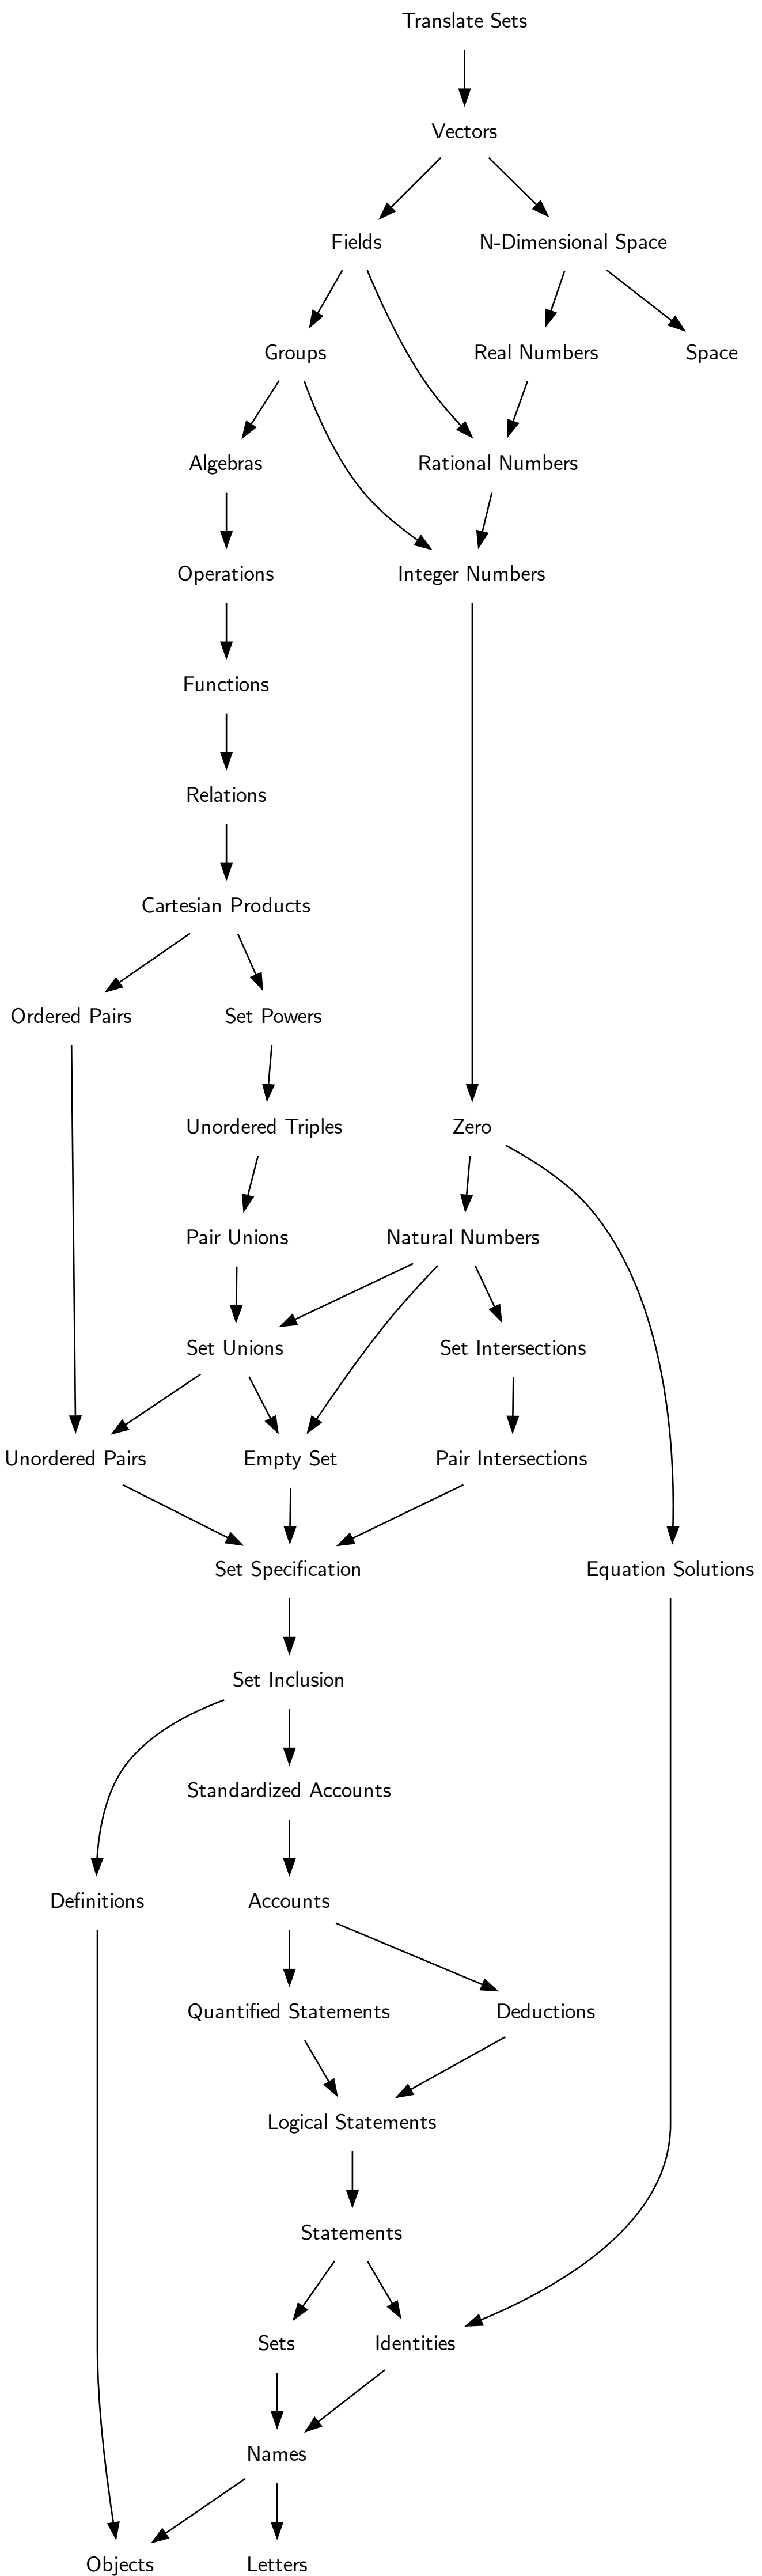 Translate Sets
Vectors
Fields
N-Dimensional Space
Groups
Real Numbers
Space
Algebras
Rational Numbers
Operations
Integer Numbers
Functions
Relations
Cartesian Products
Ordered Pairs
Set Powers
Unordered Triples
Zero
Pair Unions
Natural Numbers
Set Unions
Set Intersections
Unordered Pairs
Empty Set
Pair Intersections
Set Specification
Equation Solutions
Set Inclusion
Standardized Accounts
Definitions
Accounts
Quantified Statements
Deductions
Logical Statements
Statements
Sets
Identities
Names
Objects
Letters